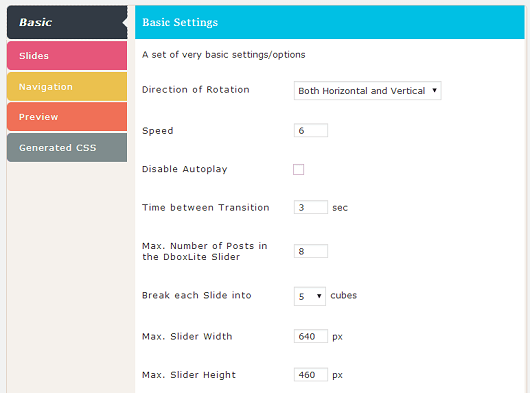 Basic
Slides
Navigation
Preview
Generated CSS
Basic Settings
A set of very basic settings/options
Direction of Rotation Both Horizontal and Vertical
Speed 6
Disable Autoplay
Time between Transition 3 sec
Max. Number of Posts in
the DboxLite Slider 8
Break each Slide into 5 cubes
Max. Slider Width 640 px
Max. Slider Height 460 px